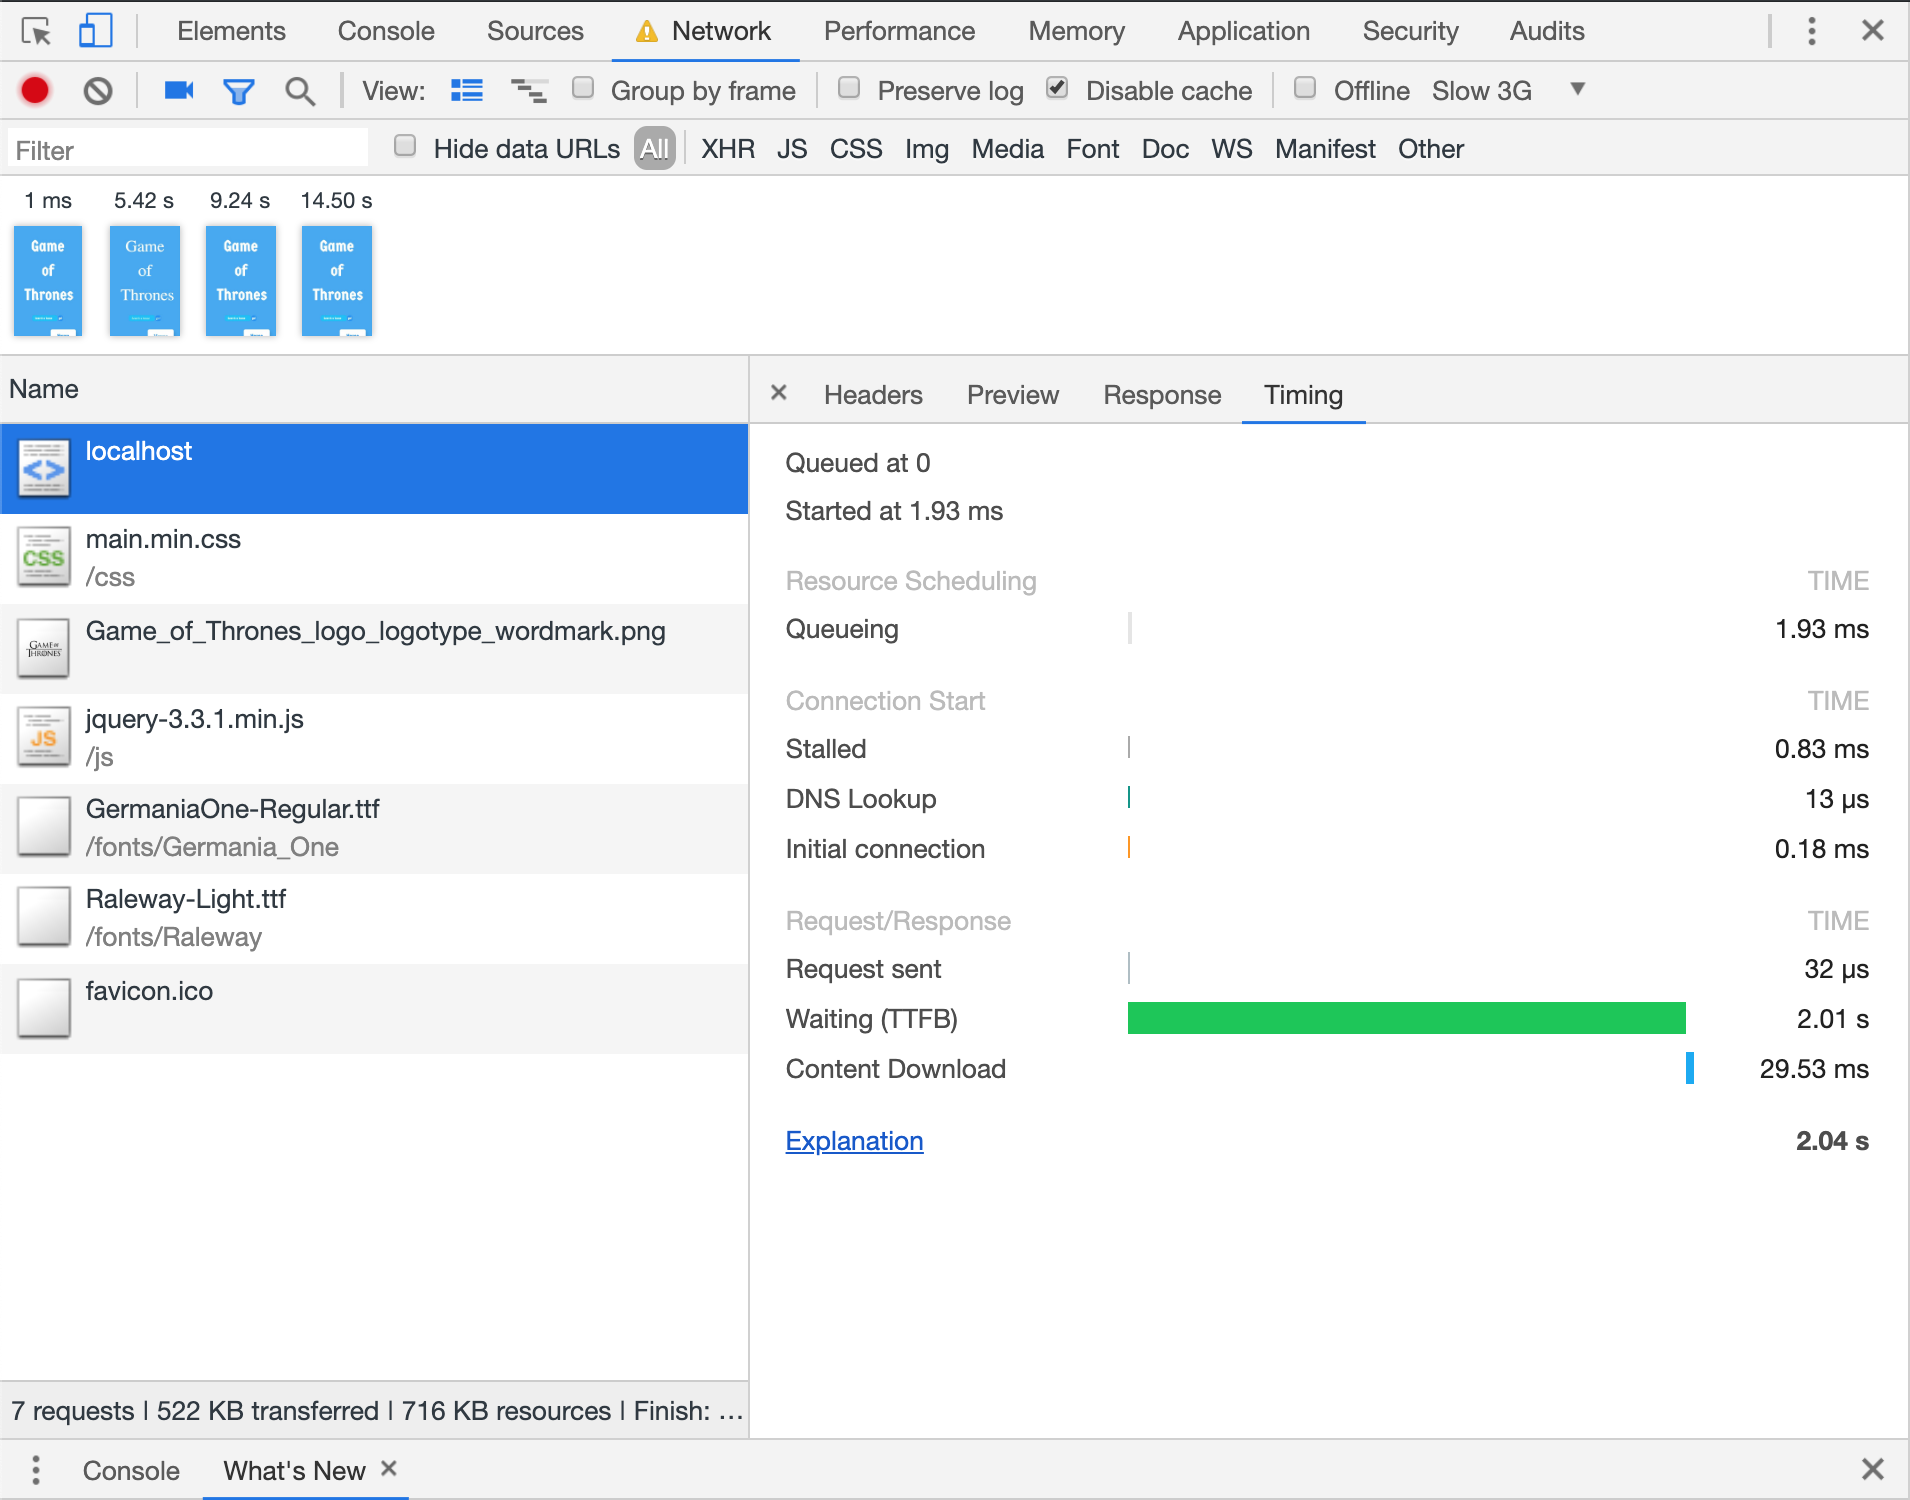 Elements Console Sources Network Performance Memory Application Security Audits
View: Group by frame Preserve log Disable cache Offline Slow 3G
Filter Hide data URLs All XHR JS CSS Img Media Font Doc WS Manifest Other
1 ms 5.42 s 9.24 s 14.50 s
Game Game Game Game
of of of of
Thrones Thrones Thrones Thrones
Name
Headers Preview Response Timing
localhost
main.min.css
/css
CSS
Game_of_Thrones_logo_logotype_wordmark.png
GAME OF
THRONES
jquery-3.3.1.min.js
/js
JS
GermaniaOne-Regular.ttf
/fonts/Germania_One
Raleway-Light.ttf
/fonts/Raleway
favicon.ico
Queued at 0
Started at 1.93 ms
Resource Scheduling TIME
Queueing 1.93 ms
Connection Start TIME
Stalled 0.83 ms
DNS Lookup 13 μs
Initial connection 0.18 ms
Request/Response TIME
Request sent 32 μs
Waiting (TTFB) 2.01 s
Content Download 29.53 ms
Explanation 2.04 s
7 requests | 522 KB transferred | 716 KB resources | Finish: ...
Console What's New